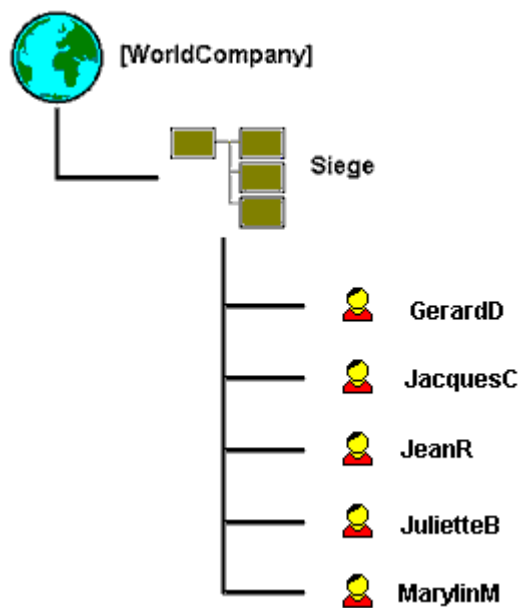 [WorldCompany]
Siege
GerardD
JacquesC
JeanR
JulietteB
MarylinM